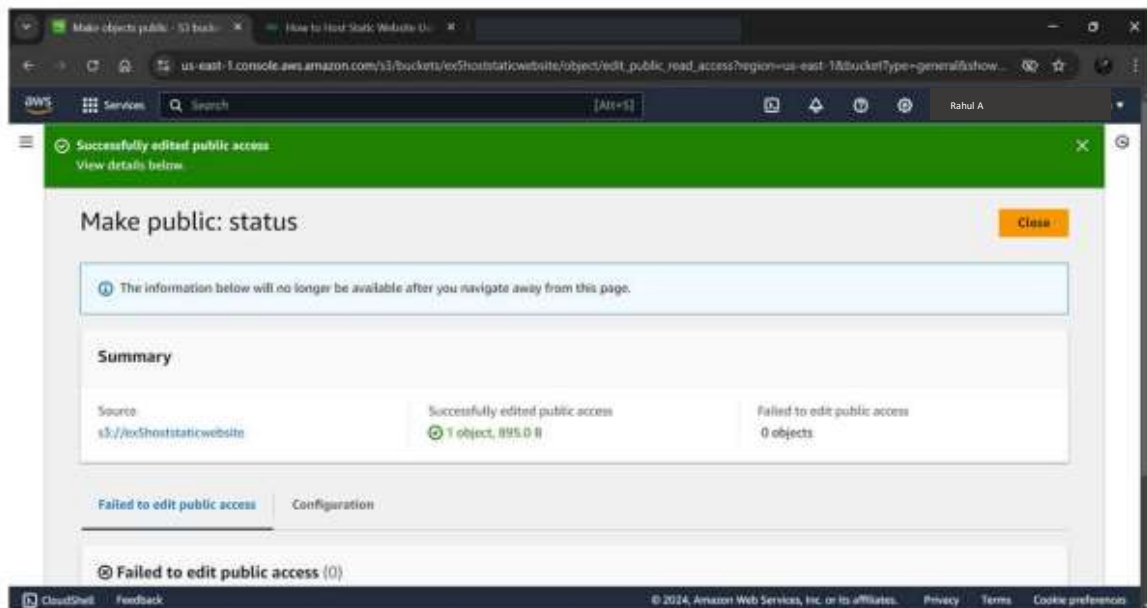 Make objects public - S3 buck
How to Host Static Website U
us-east-1.console.aws.amazon.com/s3/buckets/ex5hoststaticwebsite/object/edit_public_read_access?region=us-east-1&bucketType=general&show...
aws
Services
Search
[Alt+S]
Rahul A
Successfully edited public access
View details below.
Make public: status
Close
The information below will no longer be available after you navigate away from this page.
Summary
Source
Successfully edited public access
Failed to edit public access
s3://ex5hoststaticwebsite
1 object, 895.0 B
0 objects
Failed to edit public access
Configuration
Failed to edit public access (0)
CloudShell
Feedback
© 2024, Amazon Web Services, Inc. or its affiliates.
Privacy
Terms
Cookie preferences